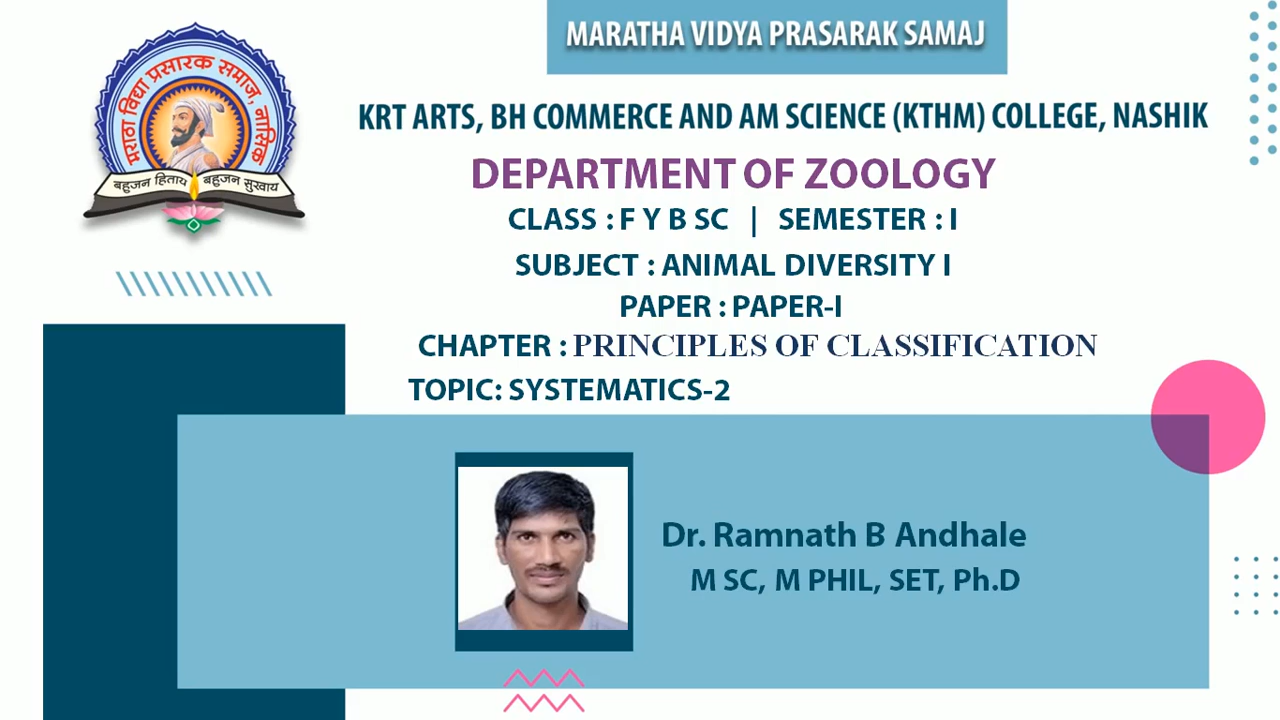 MARATHA VIDYA PRASARAK SAMAJ
मराठा विद्या प्रसारक समाज, नासिक
बहुजन हिताय बहुजन सुखाय
KRT ARTS, BH COMMERCE AND AM SCIENCE (KTHM) COLLEGE, NASHIK
DEPARTMENT OF ZOOLOGY
CLASS : F Y B SC | SEMESTER : I
SUBJECT : ANIMAL DIVERSITY I
PAPER : PAPER-I
CHAPTER : PRINCIPLES OF CLASSIFICATION
TOPIC: SYSTEMATICS-2
Dr. Ramnath B Andhale
M SC, M PHIL, SET, Ph.D